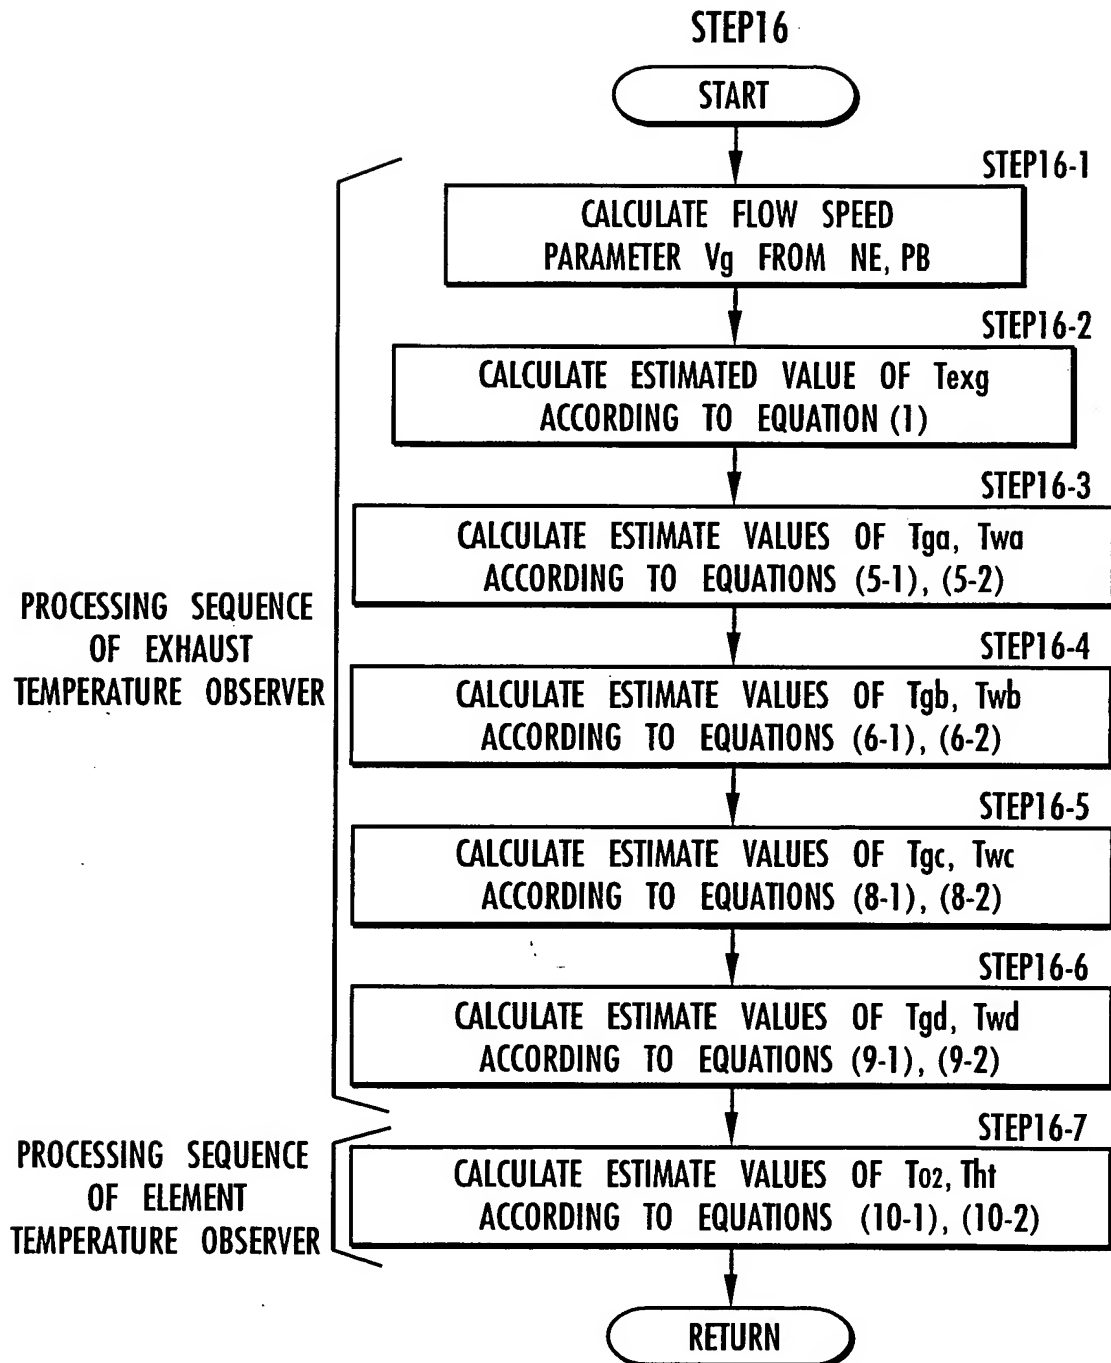 STEP16
START
STEP16-1
CALCULATE FLOW SPEED
PARAMETER Vg FROM NE, PB
STEP16-2
CALCULATE ESTIMATED VALUE OF Texg
ACCORDING TO EQUATION (1)
STEP16-3
CALCULATE ESTIMATE VALUES OF Tga, Twa
ACCORDING TO EQUATIONS (5-1), (5-2)
PROCESSING SEQUENCE
OF EXHAUST
TEMPERATURE OBSERVER
STEP16-4
CALCULATE ESTIMATE VALUES OF Tgb, Twb
ACCORDING TO EQUATIONS (6-1), (6-2)
STEP16-5
CALCULATE ESTIMATE VALUES OF Tgc, Twc
ACCORDING TO EQUATIONS (8-1), (8-2)
STEP16-6
CALCULATE ESTIMATE VALUES OF Tgd, Twd
ACCORDING TO EQUATIONS (9-1), (9-2)
PROCESSING SEQUENCE
OF ELEMENT
TEMPERATURE OBSERVER
STEP16-7
CALCULATE ESTIMATE VALUES OF To2, Tht
ACCORDING TO EQUATIONS (10-1), (10-2)
RETURN